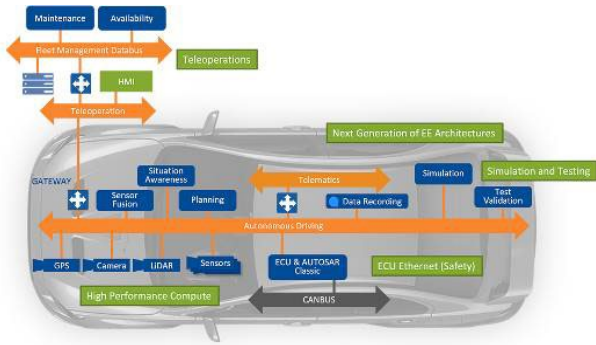 Maintenance
Availability
Fleet Management Databus
Teleoperations
HMI
Teleoperation
Next Generation of EE Architectures
Situation
Awareness
Telematics
Simulation
Simulation and Testing
GATEWAY
Sensor
Fusion
Planning
Data Recording
Test
Validation
Autonomous Driving
GPS
Camera
LiDAR
Sensors
ECU & AUTOSAR
Classic
ECU Ethernet (Safety)
High Performance Compute
CANBUS